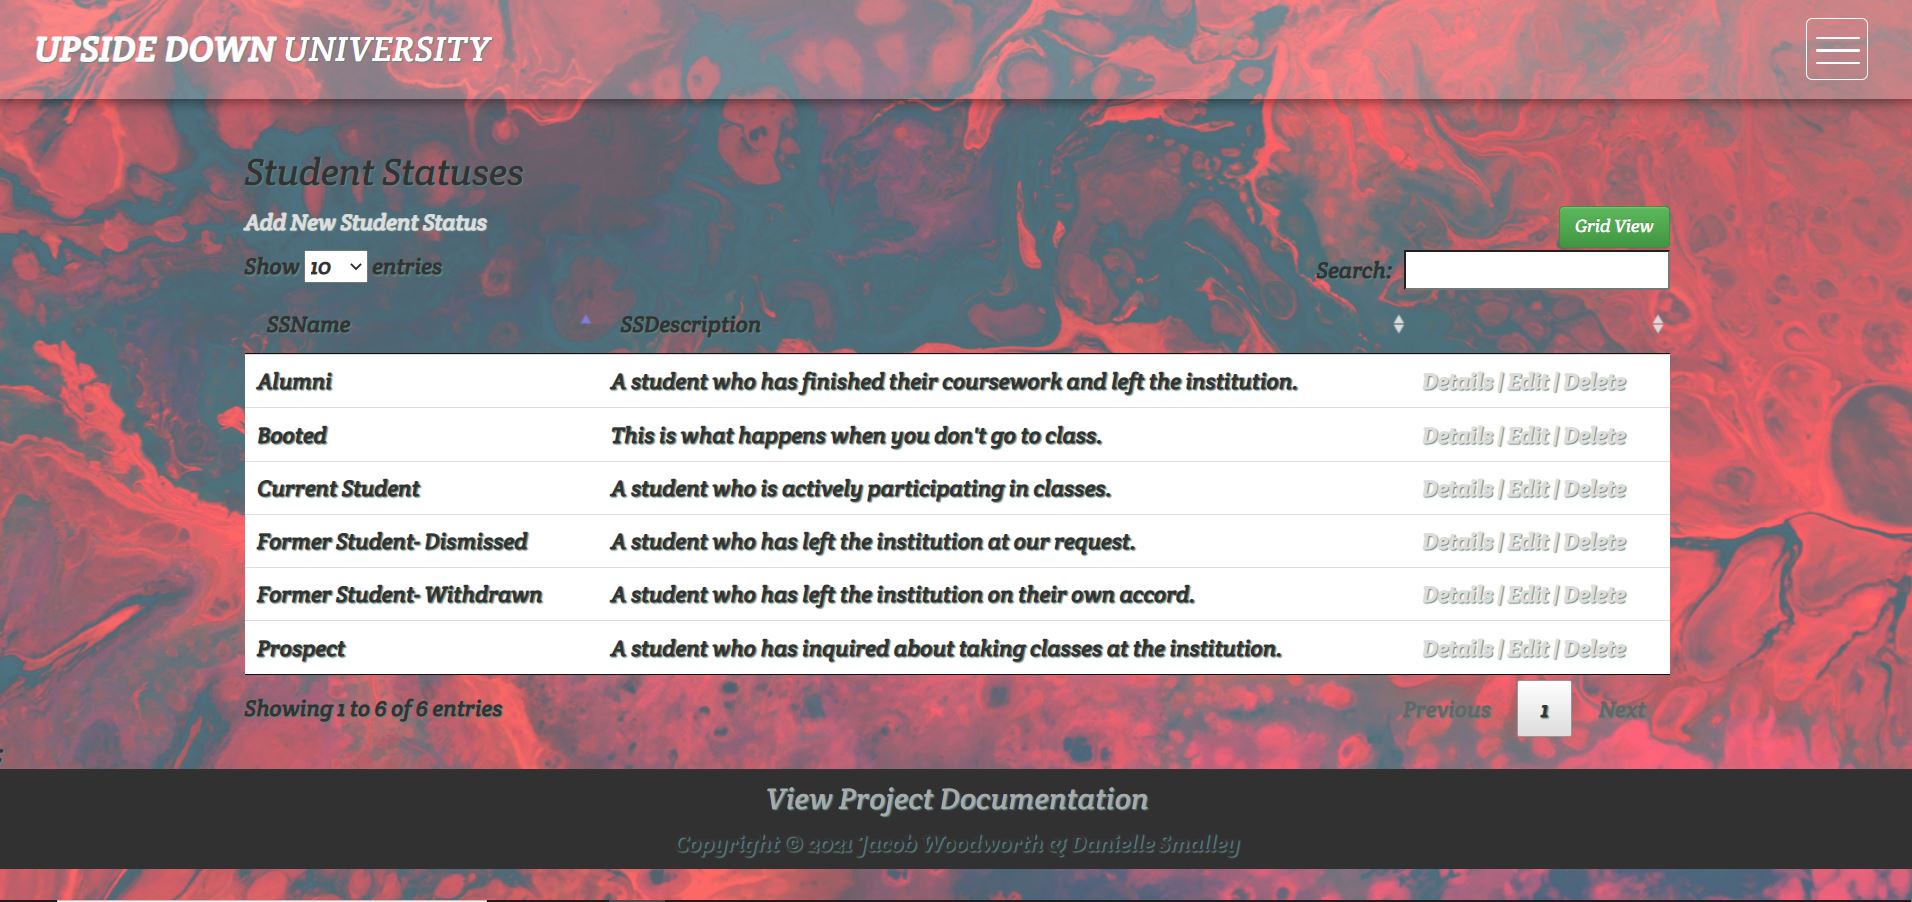 UPSIDE DOWN UNIVERSITY
Student Statuses
Add New Student Status
Grid View
Show 10 entries
Search:
SSName SSDescription
Alumni A student who has finished their coursework and left the institution. Details | Edit | Delete
Booted This is what happens when you don't go to class. Details | Edit | Delete
Current Student A student who is actively participating in classes. Details | Edit | Delete
Former Student- Dismissed A student who has left the institution at our request. Details | Edit | Delete
Former Student- Withdrawn A student who has left the institution on their own accord. Details | Edit | Delete
Prospect A student who has inquired about taking classes at the institution. Details | Edit | Delete
Showing 1 to 6 of 6 entries
Previous 1 Next
View Project Documentation
Copyright © 2021 Jacob Woodworth & Danielle Smalley